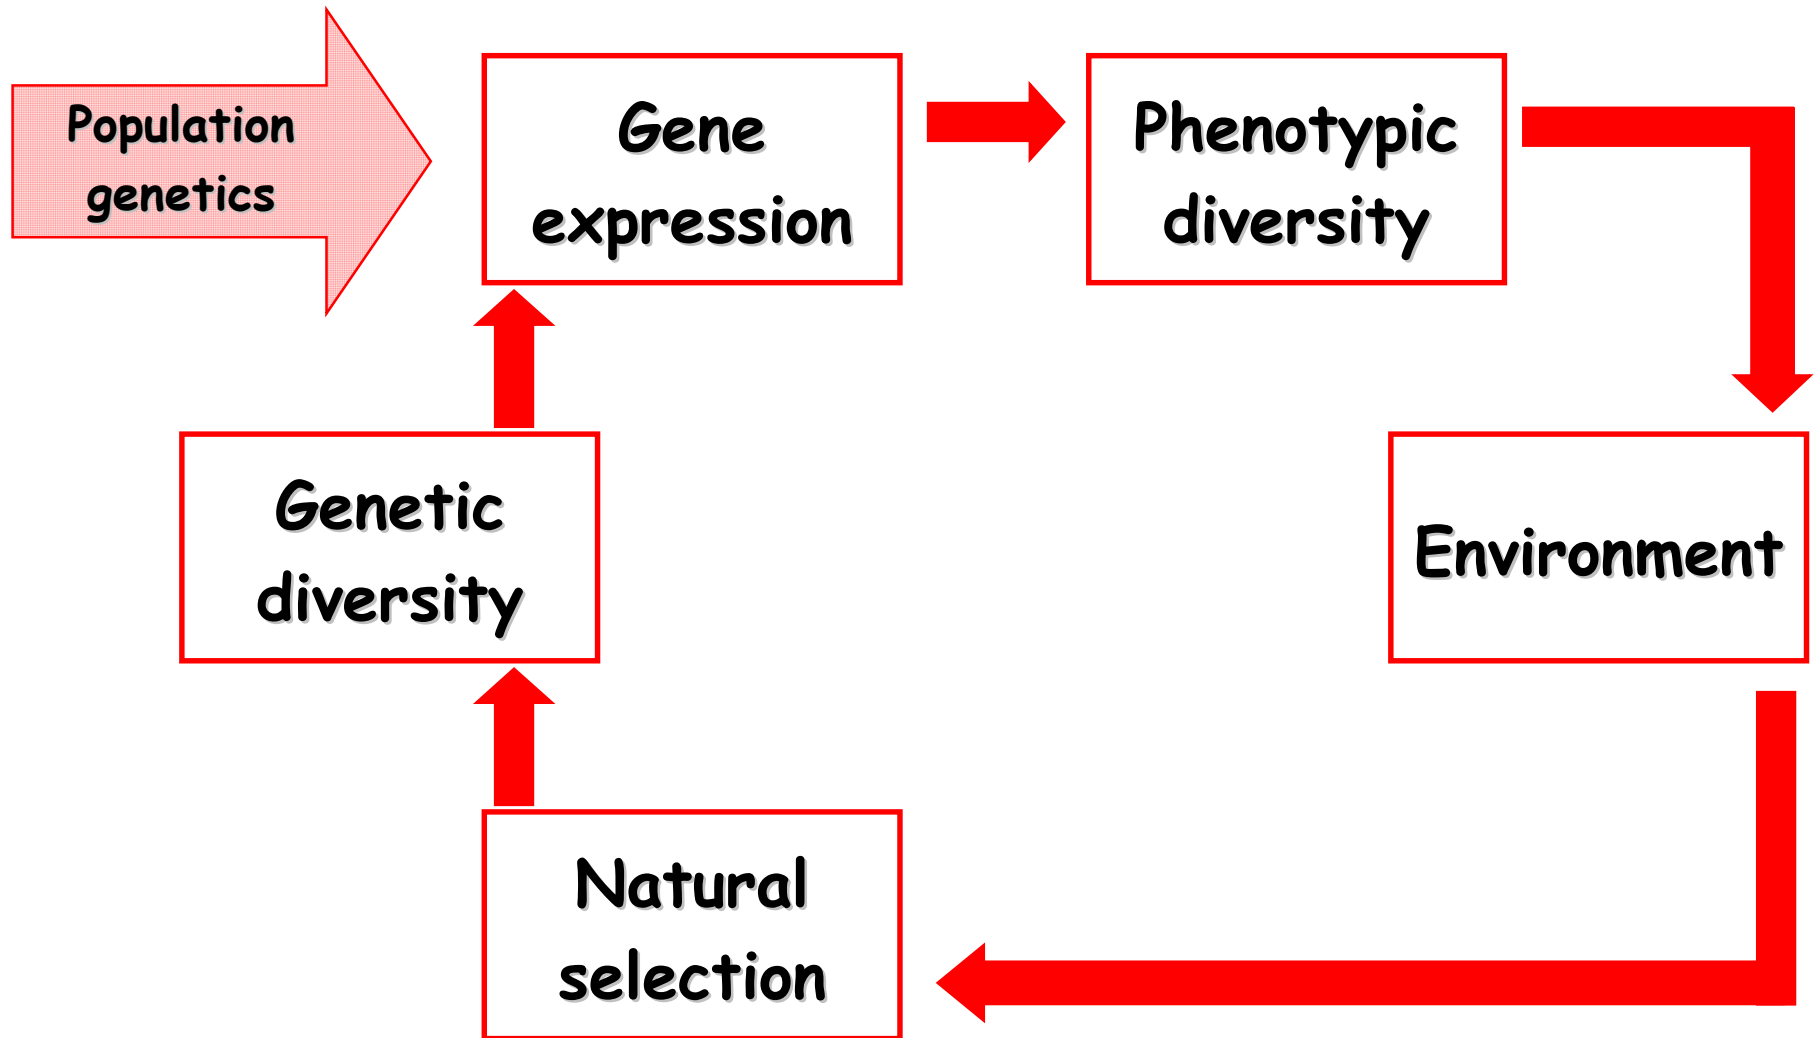 Population
genetics
Gene
expression
Phenotypic
diversity
Genetic
diversity
Environment
Natural
selection